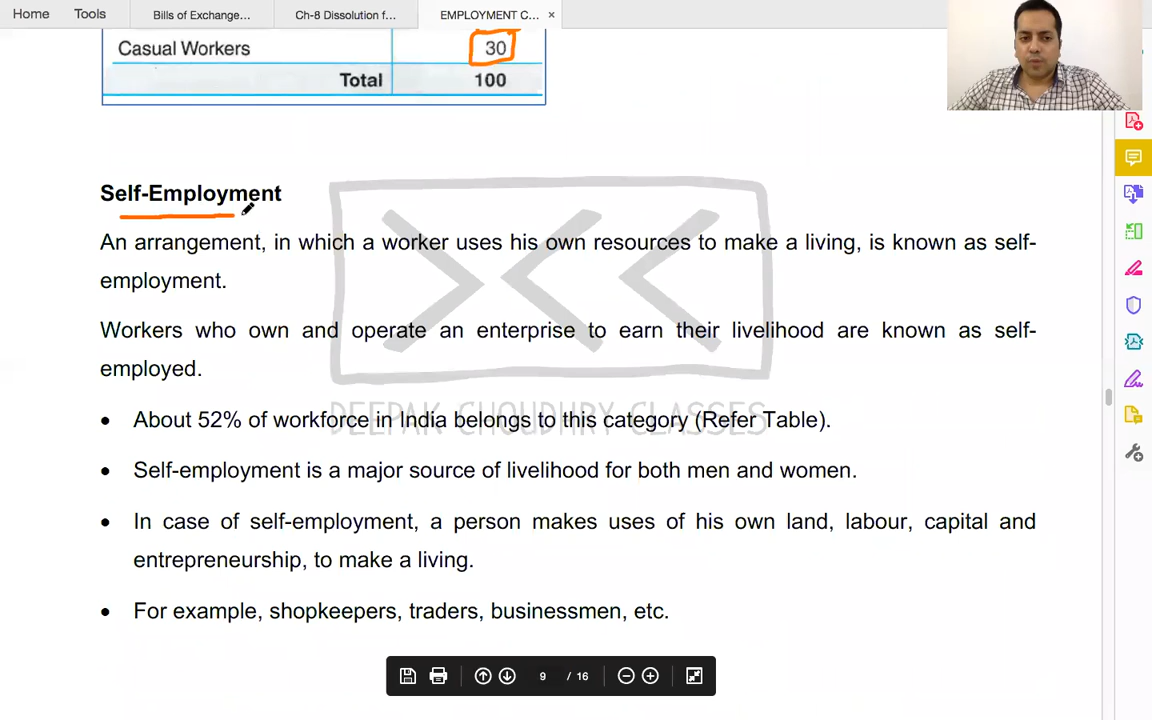 Home Tools Bills of Exchange... Ch-8 Dissolution f... EMPLOYMENT C... ×
Casual Workers 30
Total 100
Self-Employment
An arrangement, in which a worker uses his own resources to make a living, is known as self-
employment.
Workers who own and operate an enterprise to earn their livelihood are known as self-
employed.
• About 52% of workforce in India belongs to this category (Refer Table).
DEEPAK CHOUDHRY CLASSES
• Self-employment is a major source of livelihood for both men and women.
• In case of self-employment, a person makes uses of his own land, labour, capital and
entrepreneurship, to make a living.
• For example, shopkeepers, traders, businessmen, etc.
9 / 16